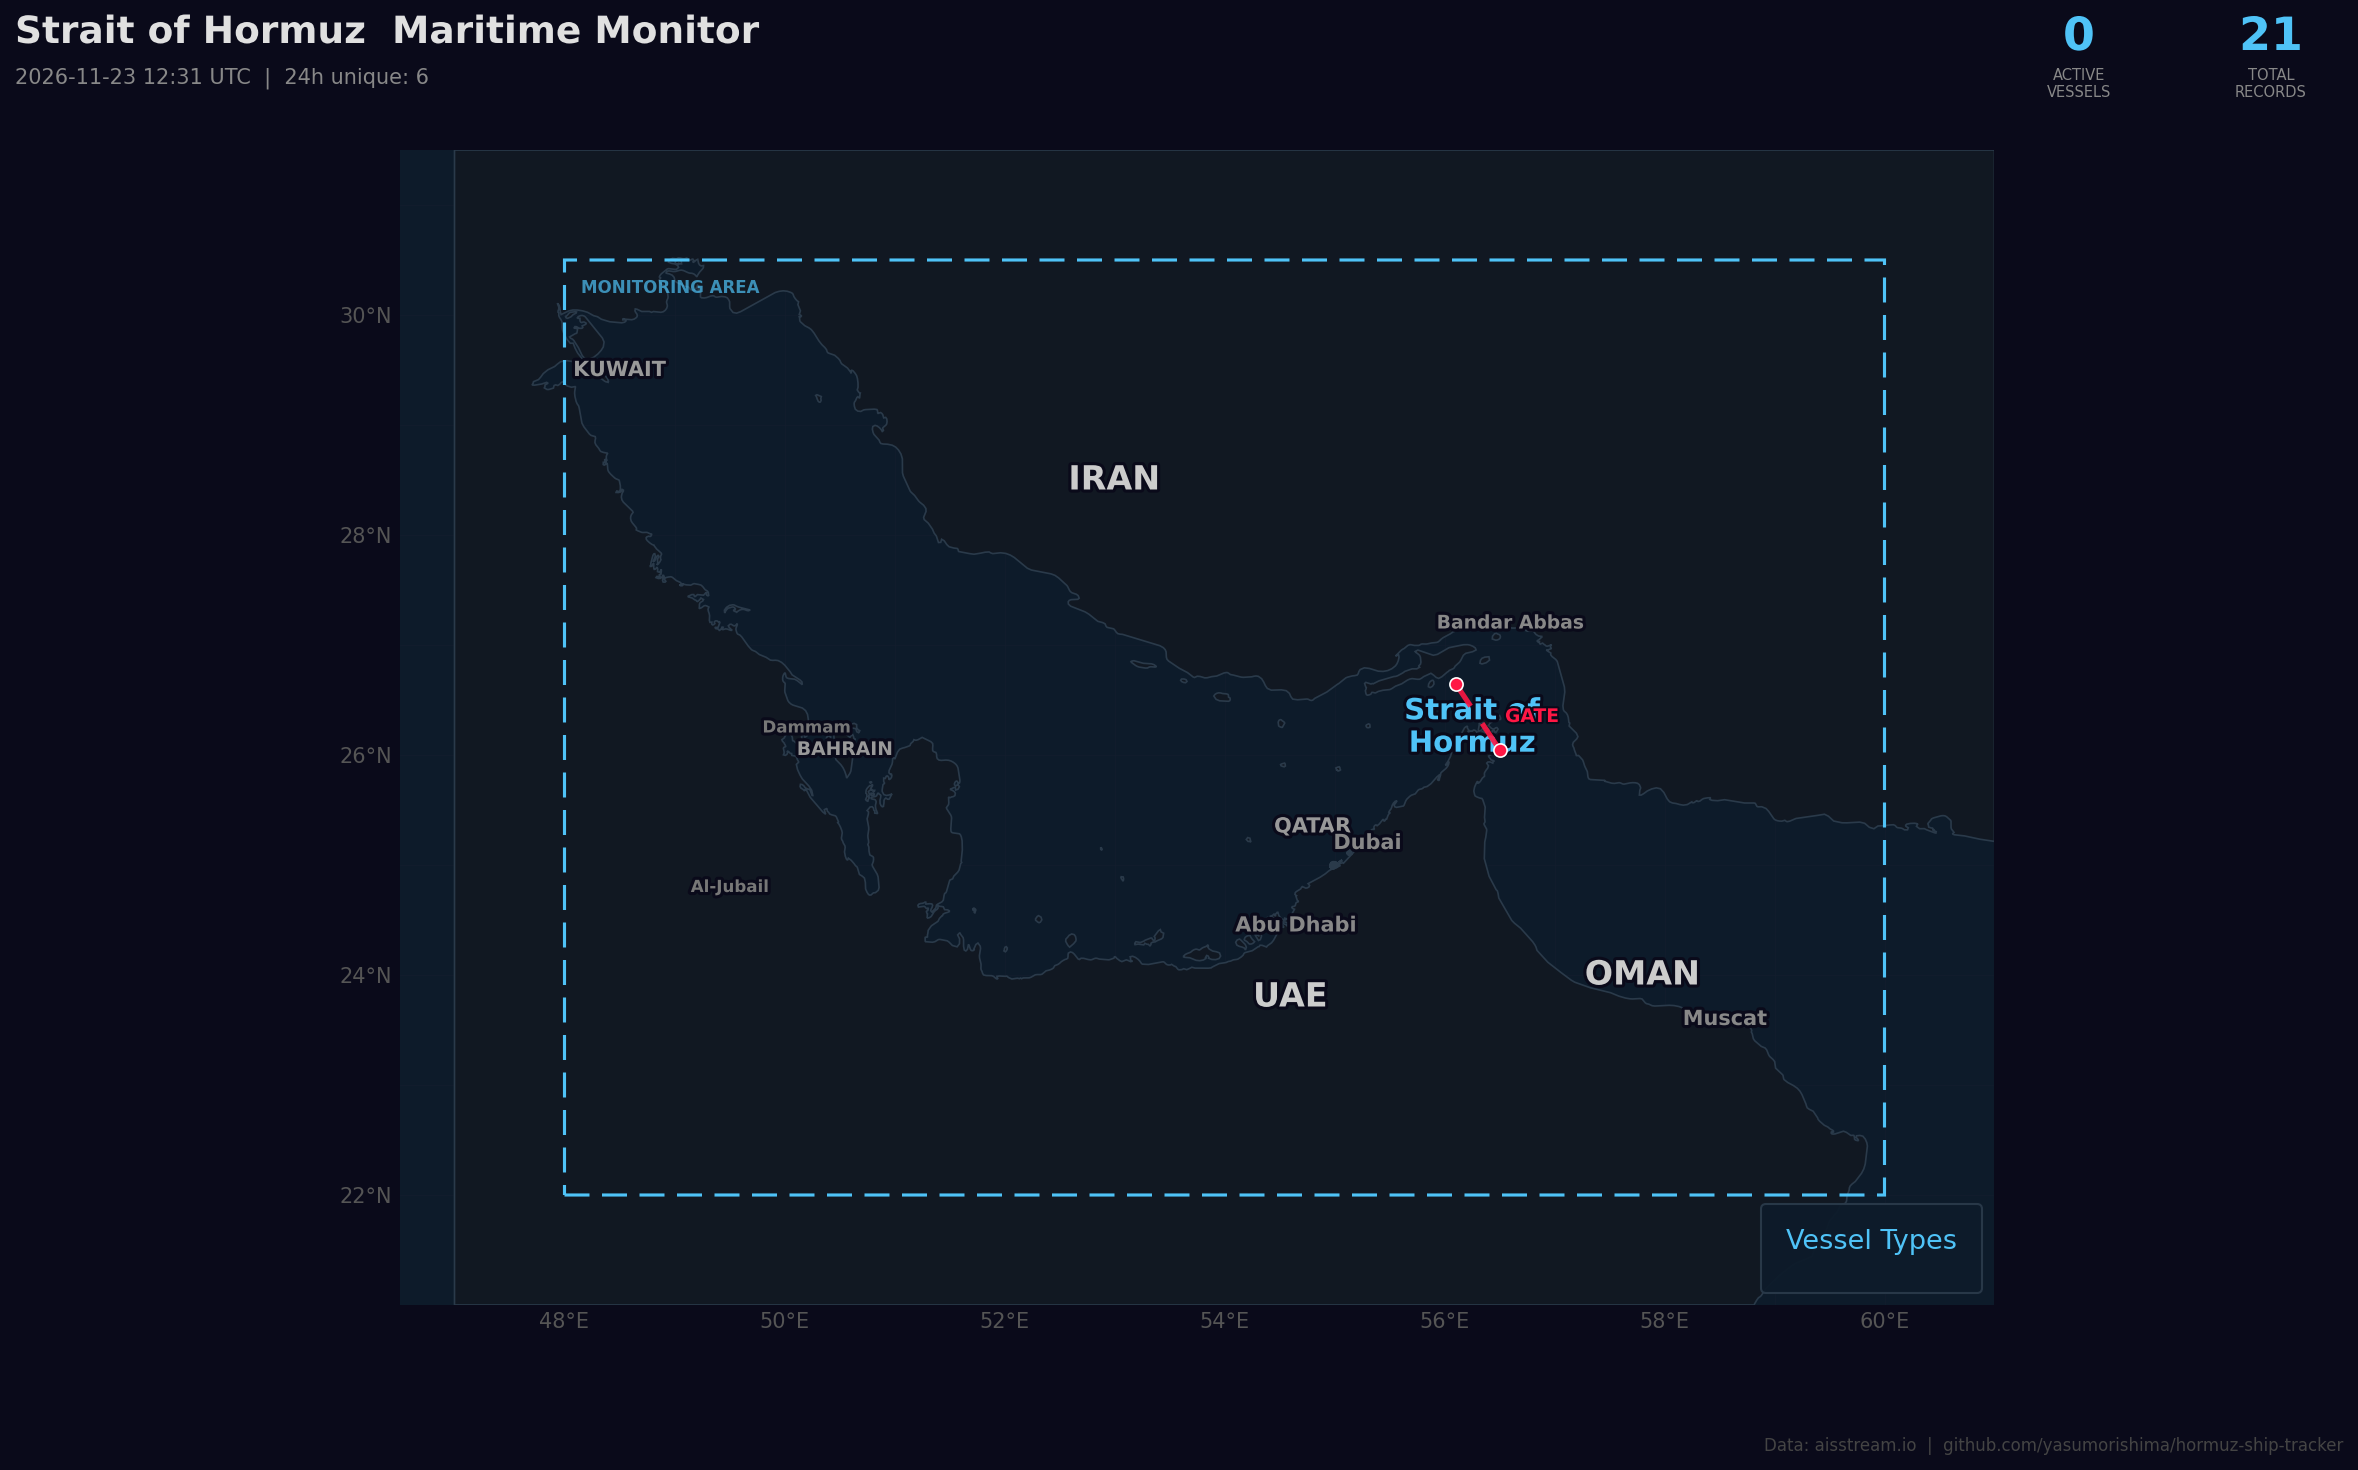 Strait of Hormuz  Maritime Monitor
2026-11-23 12:31 UTC  |  24h unique: 6
0
ACTIVE
VESSELS
21
TOTAL
RECORDS
MONITORING AREA
30°N
KUWAIT
IRAN
28°N
Bandar Abbas
Strait of
GATE
Hormuz
Dammam
BAHRAIN
26°N
QATAR
Dubai
Al-Jubail
Abu Dhabi
24°N
UAE
OMAN
Muscat
22°N
Vessel Types
48°E
50°E
52°E
54°E
56°E
58°E
60°E
Data: aisstream.io  |  github.com/yasumorishima/hormuz-ship-tracker